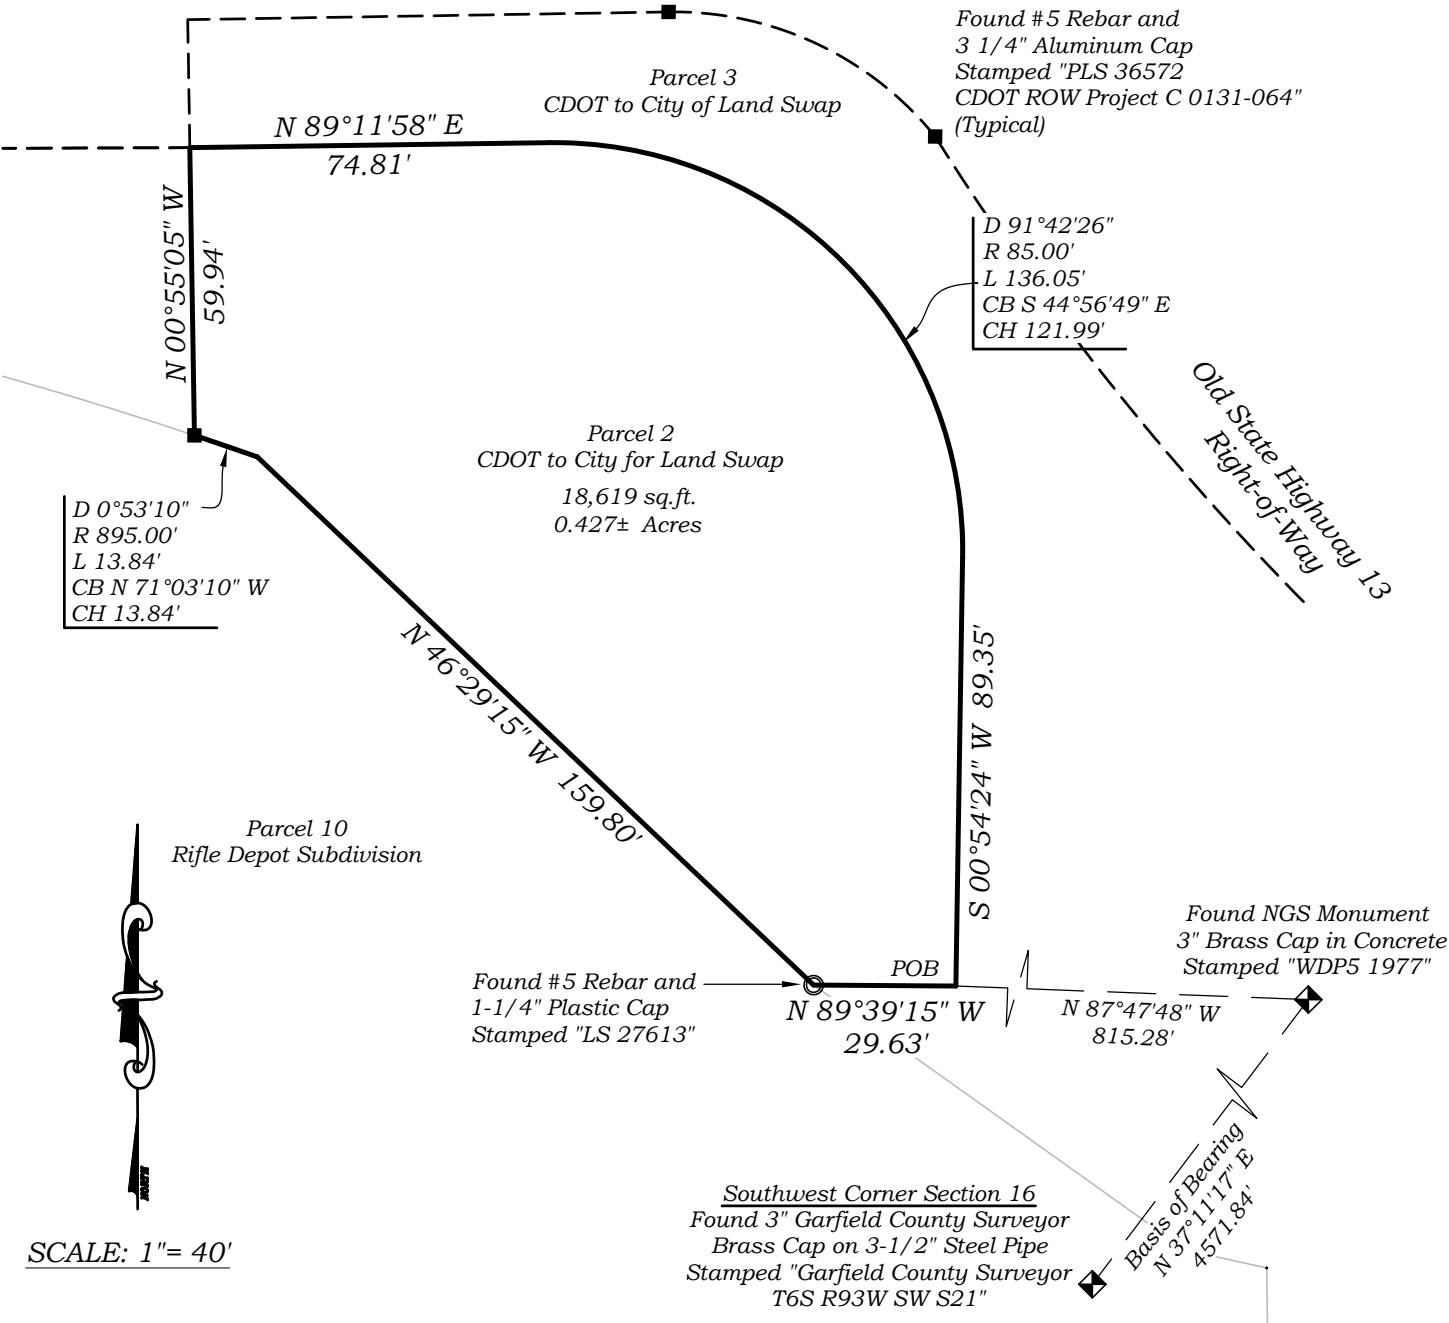 Found #5 Rebar and
3 1/4" Aluminum Cap
Stamped "PLS 36572
CDOT ROW Project C 0131-064"
(Typical)
Parcel 3
CDOT to City of Land Swap
N 89°11'58" E
74.81'
N 00°55'05" W
59.94'
D 91°42'26"
R 85.00'
L 136.05'
CB S 44°56'49" E
CH 121.99'
Old State Highway 13
Right-of-Way
Parcel 2
CDOT to City for Land Swap
18,619 sq.ft.
0.427± Acres
D 0°53'10"
R 895.00'
L 13.84'
CB N 71°03'10" W
CH 13.84'
N 46°29'15" W 159.80'
S 00°54'24" W 89.35'
Parcel 10
Rifle Depot Subdivision
Found NGS Monument
3" Brass Cap in Concrete
Stamped "WDP5 1977"
POB
Found #5 Rebar and
1-1/4" Plastic Cap
Stamped "LS 27613"
N 89°39'15" W
29.63'
N 87°47'48" W
815.28'
Basis of Bearing
N 37°11'17" E
4571.84'
Southwest Corner Section 16
Found 3" Garfield County Surveyor
Brass Cap on 3-1/2" Steel Pipe
Stamped "Garfield County Surveyor
T6S R93W SW S21"
SCALE: 1"= 40'